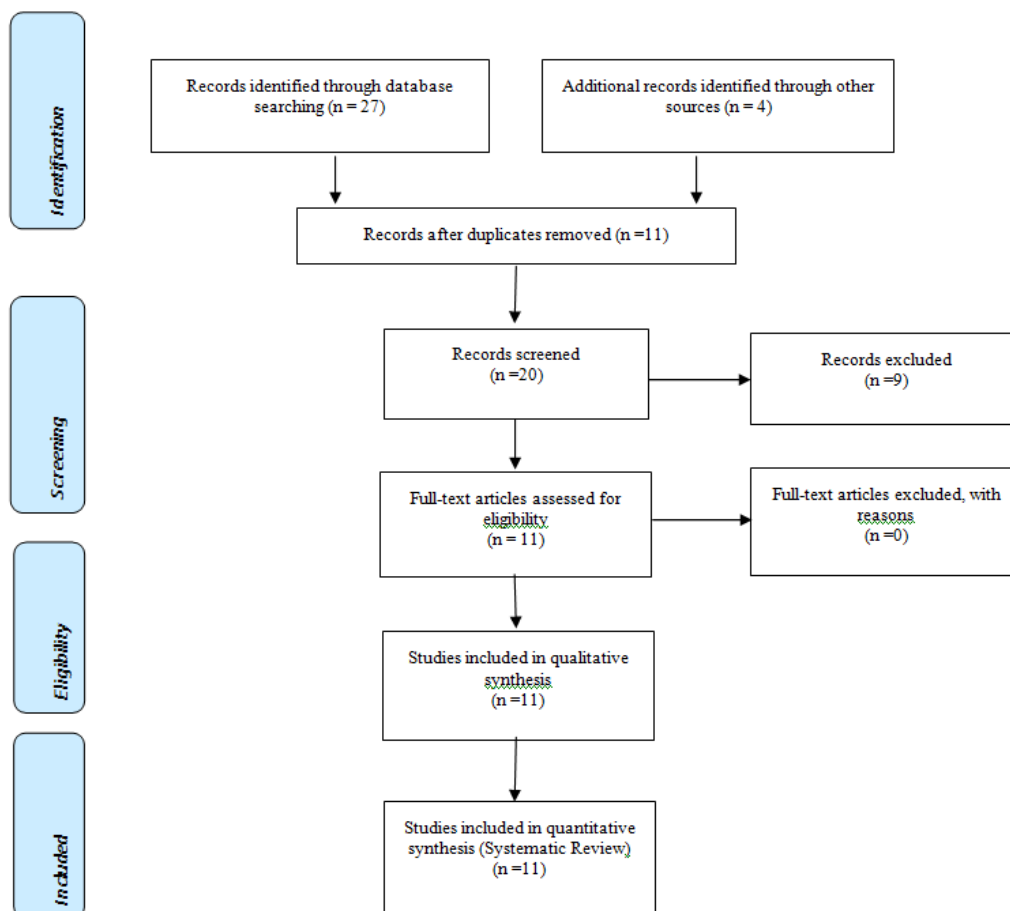 Identification
Records identified through database
searching (n = 27)
Additional records identified through other
sources (n = 4)
Records after duplicates removed (n =11)
Screening
Records screened
(n =20)
Records excluded
(n =9)
Full-text articles assessed for
eligibility
(n = 11)
Full-text articles excluded, with
reasons
(n =0)
Eligibility
Studies included in qualitative
synthesis
(n =11)
Included
Studies included in quantitative
synthesis (Systematic Review)
(n =11)